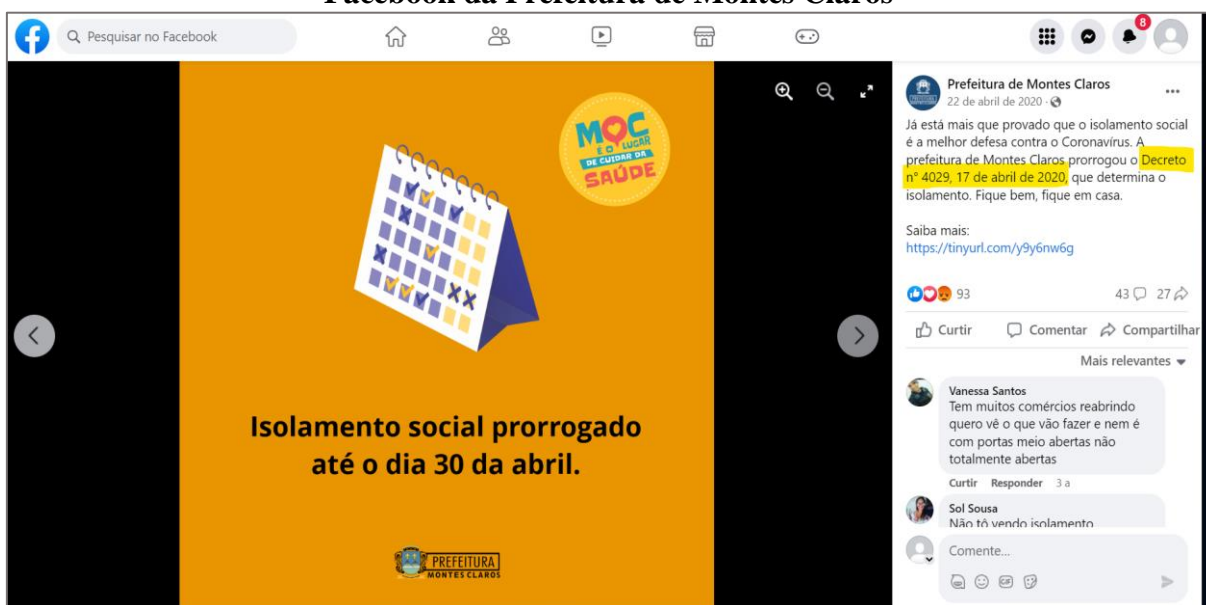 Facebook da Prefeitura de Montes Claros
Pesquisar no Facebook
8
MOC
É O LUGAR
DE CUIDAR DA
SAÚDE
Isolamento social prorrogado
até o dia 30 da abril.
PREFEITURA
MONTES CLAROS
Prefeitura de Montes Claros
22 de abril de 2020 ·
Já está mais que provado que o isolamento social
é a melhor defesa contra o Coronavírus. A
prefeitura de Montes Claros prorrogou o Decreto
n° 4029, 17 de abril de 2020, que determina o
isolamento. Fique bem, fique em casa.
Saiba mais:
https://tinyurl.com/y9y6nw6g
93
43 27
Curtir Comentar Compartilhar
Mais relevantes
Vanessa Santos
Tem muitos comércios reabrindo
quero vê o que vão fazer e nem é
com portas meio abertas não
totalmente abertas
Curtir Responder 3 a
Sol Sousa
Não tô vendo isolamento
Comente...
GIF